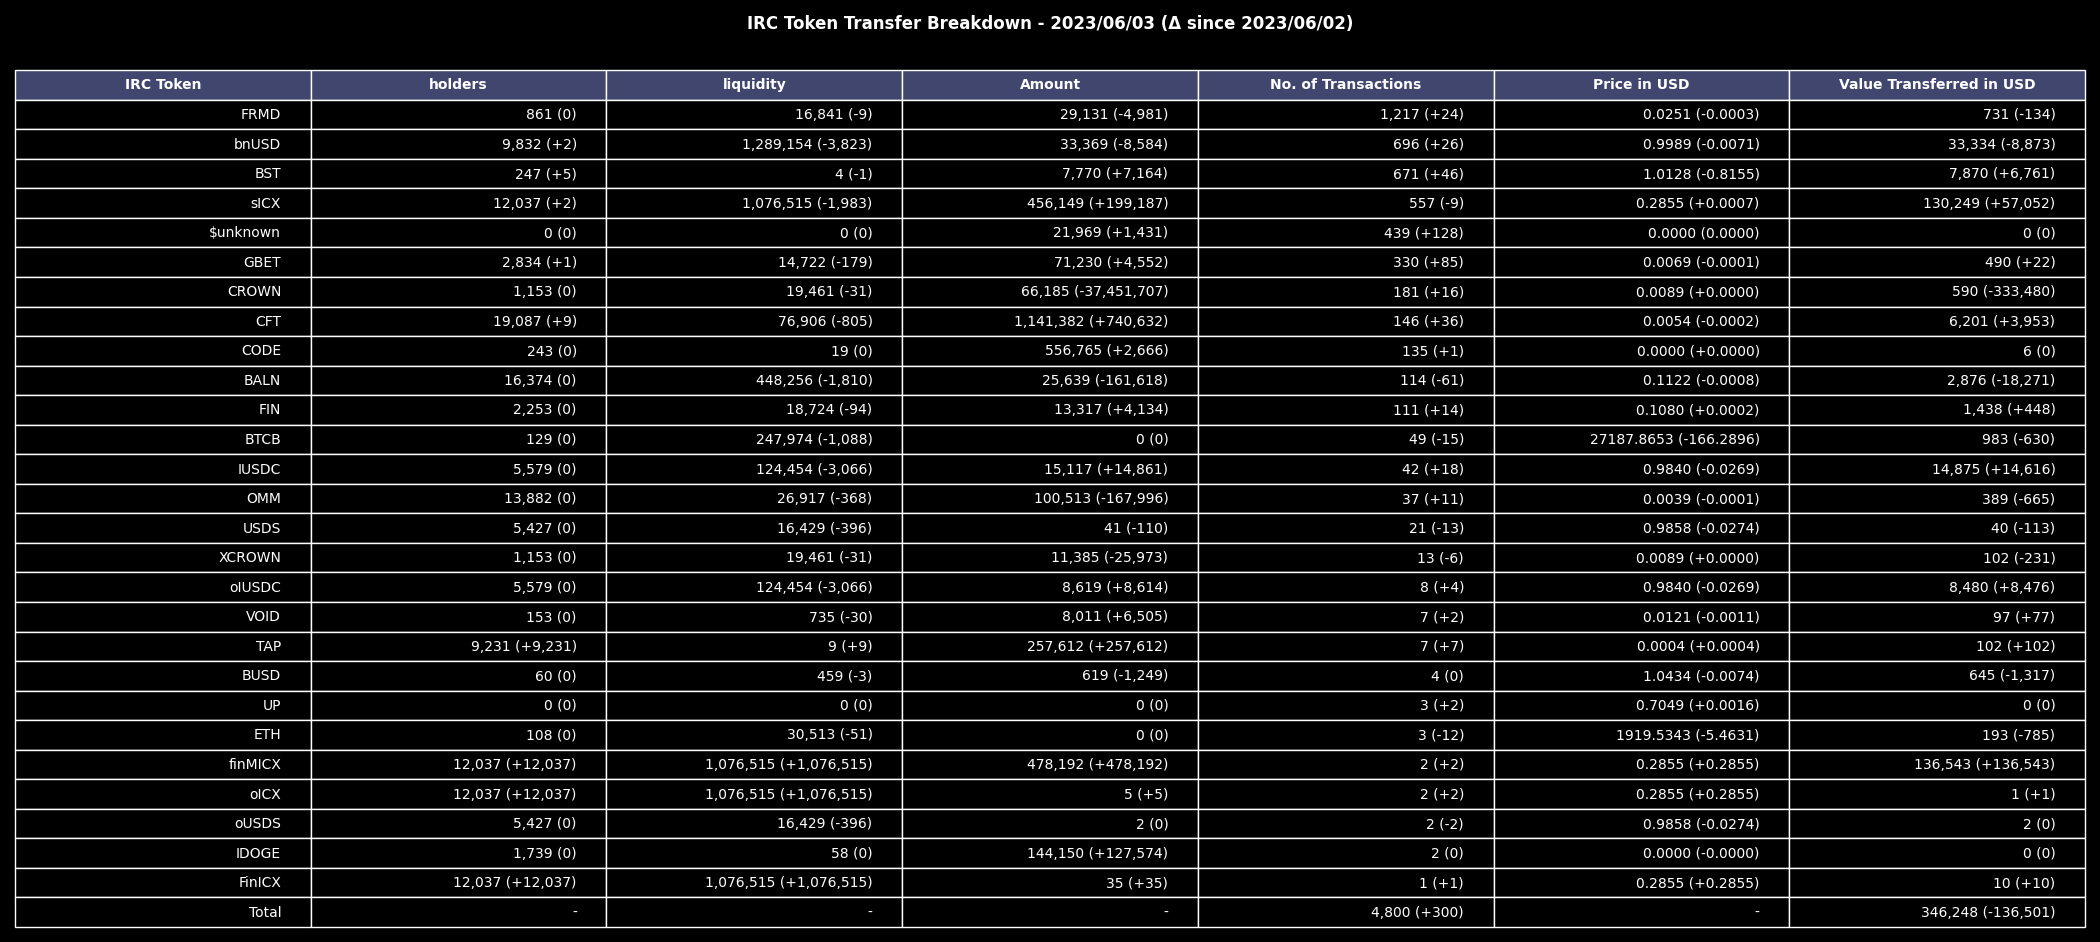 IRC Token Transfer Breakdown - 2023/06/03 (Δ since 2023/06/02)
IRC Token holders liquidity Amount No. of Transactions Price in USD Value Transferred in USD
FRMD 861 (0) 16,841 (-9) 29,131 (-4,981) 1,217 (+24) 0.0251 (-0.0003) 731 (-134)
bnUSD 9,832 (+2) 1,289,154 (-3,823) 33,369 (-8,584) 696 (+26) 0.9989 (-0.0071) 33,334 (-8,873)
BST 247 (+5) 4 (-1) 7,770 (+7,164) 671 (+46) 1.0128 (-0.8155) 7,870 (+6,761)
sICX 12,037 (+2) 1,076,515 (-1,983) 456,149 (+199,187) 557 (-9) 0.2855 (+0.0007) 130,249 (+57,052)
$unknown 0 (0) 0 (0) 21,969 (+1,431) 439 (+128) 0.0000 (0.0000) 0 (0)
GBET 2,834 (+1) 14,722 (-179) 71,230 (+4,552) 330 (+85) 0.0069 (-0.0001) 490 (+22)
CROWN 1,153 (0) 19,461 (-31) 66,185 (-37,451,707) 181 (+16) 0.0089 (+0.0000) 590 (-333,480)
CFT 19,087 (+9) 76,906 (-805) 1,141,382 (+740,632) 146 (+36) 0.0054 (-0.0002) 6,201 (+3,953)
CODE 243 (0) 19 (0) 556,765 (+2,666) 135 (+1) 0.0000 (+0.0000) 6 (0)
BALN 16,374 (0) 448,256 (-1,810) 25,639 (-161,618) 114 (-61) 0.1122 (-0.0008) 2,876 (-18,271)
FIN 2,253 (0) 18,724 (-94) 13,317 (+4,134) 111 (+14) 0.1080 (+0.0002) 1,438 (+448)
BTCB 129 (0) 247,974 (-1,088) 0 (0) 49 (-15) 27187.8653 (-166.2896) 983 (-630)
IUSDC 5,579 (0) 124,454 (-3,066) 15,117 (+14,861) 42 (+18) 0.9840 (-0.0269) 14,875 (+14,616)
OMM 13,882 (0) 26,917 (-368) 100,513 (-167,996) 37 (+11) 0.0039 (-0.0001) 389 (-665)
USDS 5,427 (0) 16,429 (-396) 41 (-110) 21 (-13) 0.9858 (-0.0274) 40 (-113)
XCROWN 1,153 (0) 19,461 (-31) 11,385 (-25,973) 13 (-6) 0.0089 (+0.0000) 102 (-231)
oIUSDC 5,579 (0) 124,454 (-3,066) 8,619 (+8,614) 8 (+4) 0.9840 (-0.0269) 8,480 (+8,476)
VOID 153 (0) 735 (-30) 8,011 (+6,505) 7 (+2) 0.0121 (-0.0011) 97 (+77)
TAP 9,231 (+9,231) 9 (+9) 257,612 (+257,612) 7 (+7) 0.0004 (+0.0004) 102 (+102)
BUSD 60 (0) 459 (-3) 619 (-1,249) 4 (0) 1.0434 (-0.0074) 645 (-1,317)
UP 0 (0) 0 (0) 0 (0) 3 (+2) 0.7049 (+0.0016) 0 (0)
ETH 108 (0) 30,513 (-51) 0 (0) 3 (-12) 1919.5343 (-5.4631) 193 (-785)
finMICX 12,037 (+12,037) 1,076,515 (+1,076,515) 478,192 (+478,192) 2 (+2) 0.2855 (+0.2855) 136,543 (+136,543)
oICX 12,037 (+12,037) 1,076,515 (+1,076,515) 5 (+5) 2 (+2) 0.2855 (+0.2855) 1 (+1)
oUSDS 5,427 (0) 16,429 (-396) 2 (0) 2 (-2) 0.9858 (-0.0274) 2 (0)
IDOGE 1,739 (0) 58 (0) 144,150 (+127,574) 2 (0) 0.0000 (-0.0000) 0 (0)
FinICX 12,037 (+12,037) 1,076,515 (+1,076,515) 35 (+35) 1 (+1) 0.2855 (+0.2855) 10 (+10)
Total - - - 4,800 (+300) - 346,248 (-136,501)